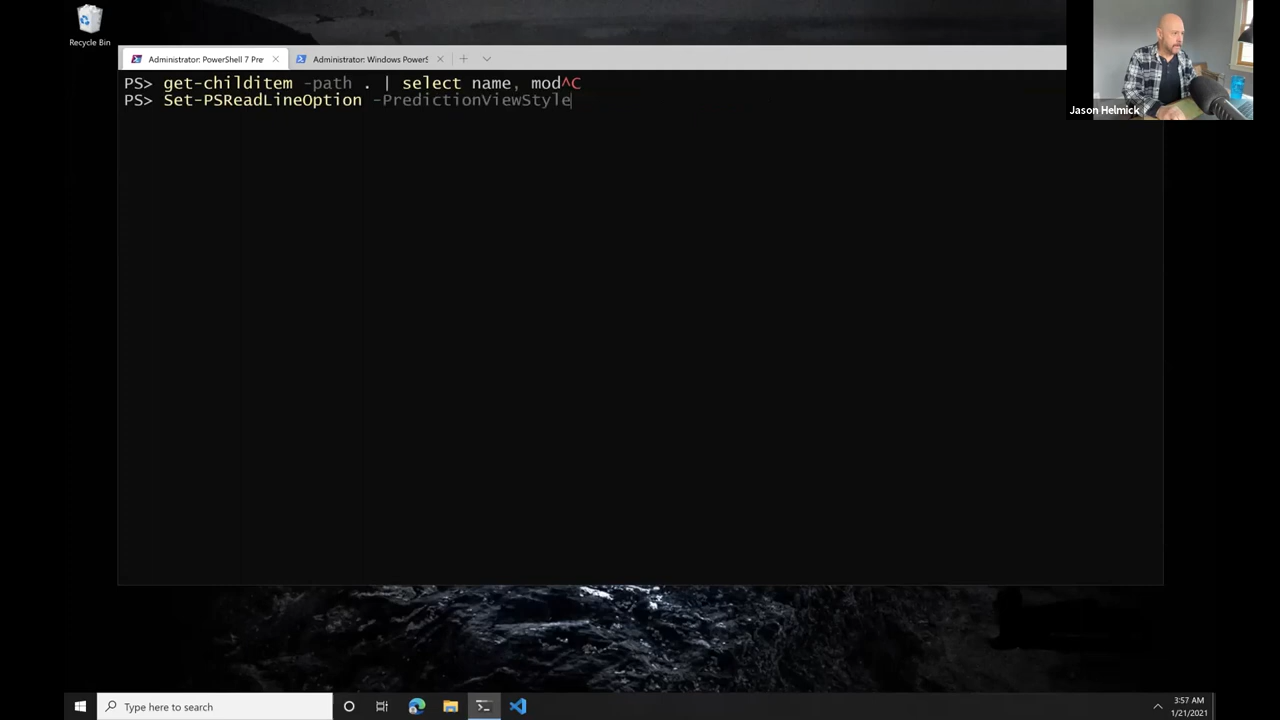 Recycle Bin
Administrator: PowerShell 7 Pre
Administrator: Windows PowerS
PS> get-childitem -path . | select name, mod^C
PS> Set-PSReadLineOption -PredictionViewStyle
Jason Helmick
Type here to search
3:57 AM
1/21/2021